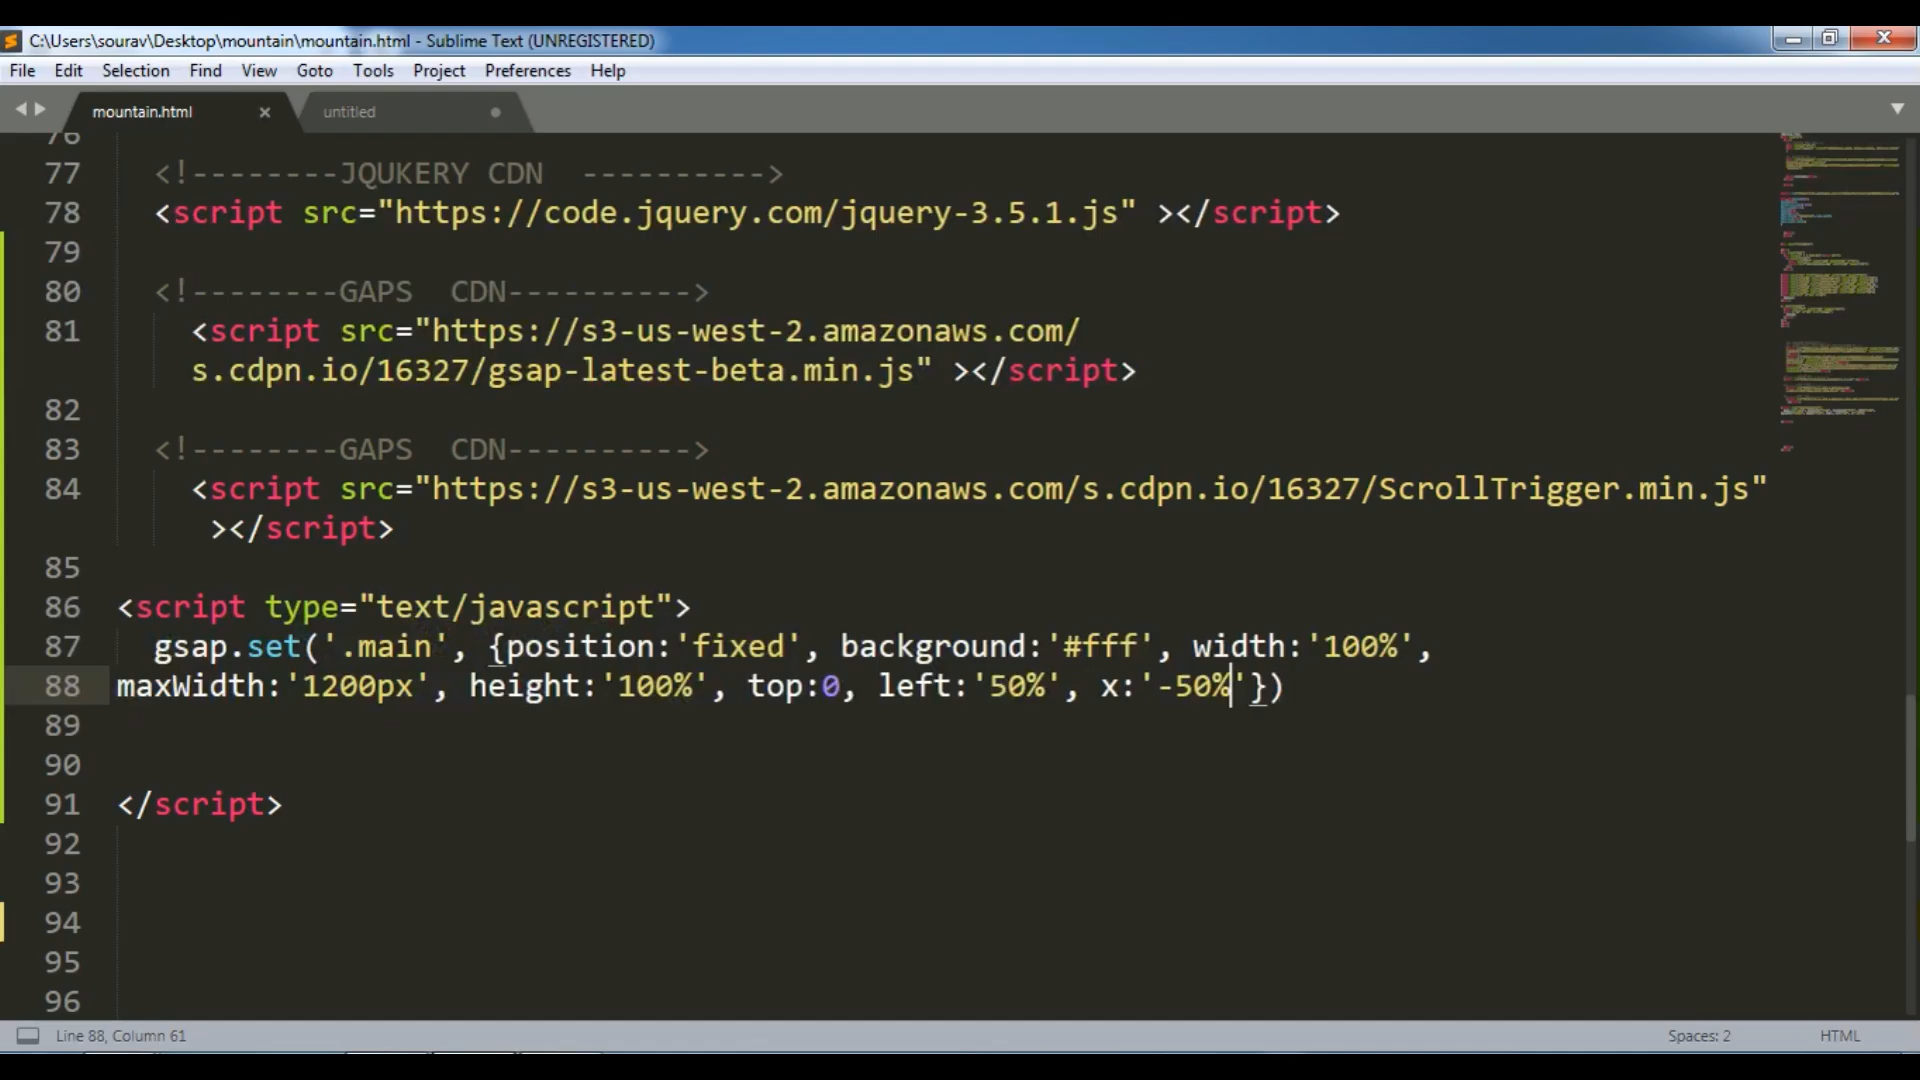 C:\Users\sourav\Desktop\mountain\mountain.html - Sublime Text (UNREGISTERED)
File Edit Selection Find View Goto Tools Project Preferences Help
mountain.html untitled
76
77 <!--------JQUKERY CDN ---------->
78 <script src="https://code.jquery.com/jquery-3.5.1.js" ></script>
79
80 <!--------GAPS CDN---------->
81 <script src="https://s3-us-west-2.amazonaws.com/
s.cdpn.io/16327/gsap-latest-beta.min.js" ></script>
82
83 <!--------GAPS CDN---------->
84 <script src="https://s3-us-west-2.amazonaws.com/s.cdpn.io/16327/ScrollTrigger.min.js"
></script>
85
86 <script type="text/javascript">
87 gsap.set('.main', {position:'fixed', background:'#fff', width:'100%',
88 maxWidth:'1200px', height:'100%', top:0, left:'50%', x:'-50%'})
89
90
91 </script>
92
93
94
95
96
Line 88, Column 61 Spaces: 2 HTML